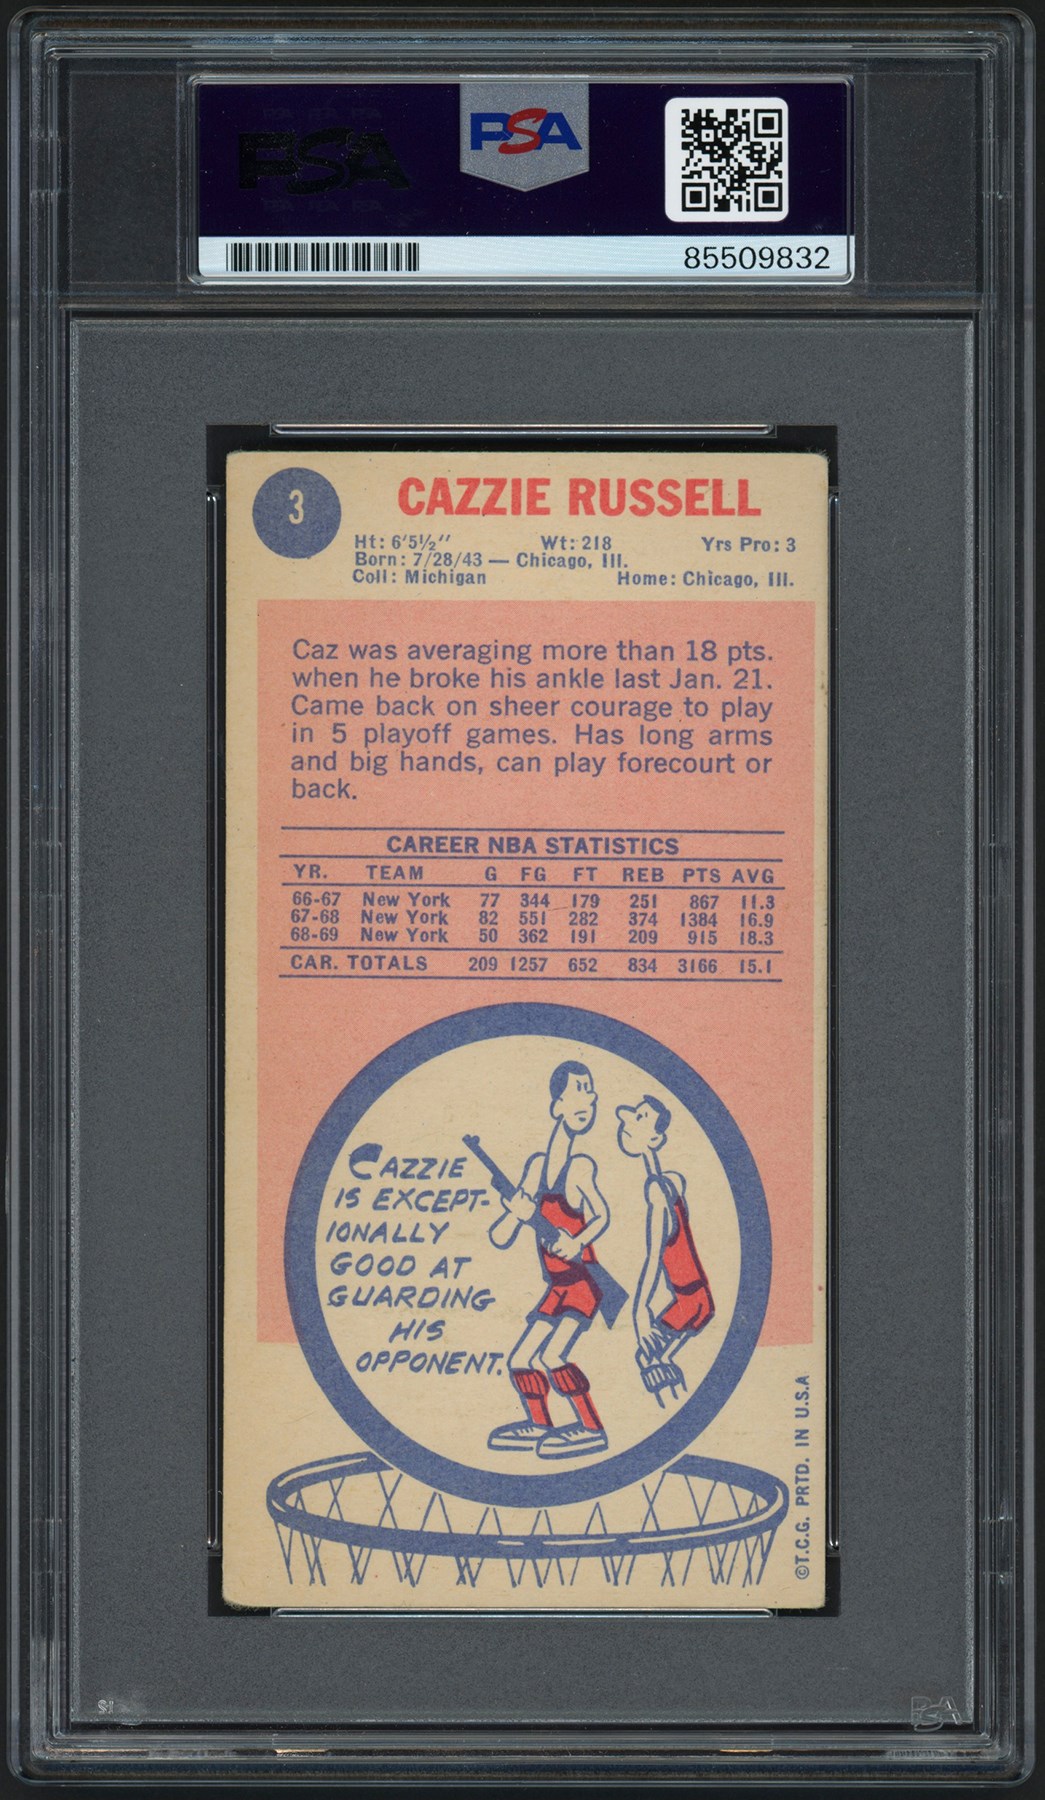 PSA
PSA
85509832
3
CAZZIE RUSSELL
Ht: 6'5½" Wt: 218 Yrs Pro: 3
Born: 7/28/43 — Chicago, Ill.
Coll: Michigan Home: Chicago, Ill.
Caz was averaging more than 18 pts.
when he broke his ankle last Jan. 21.
Came back on sheer courage to play
in 5 playoff games. Has long arms
and big hands, can play forecourt or
back.
CAREER NBA STATISTICS
YR. TEAM G FG FT REB PTS AVG
66-67 New York 77 344 179 251 867 11.3
67-68 New York 82 551 282 374 1384 16.9
68-69 New York 50 362 191 209 915 18.3
CAR. TOTALS 209 1257 652 834 3166 15.1
CAZZIE
IS EXCEPT-
IONALLY
GOOD AT
GUARDING
HIS
OPPONENT.
©T.C.G. PRTD. IN U.S.A
PSA